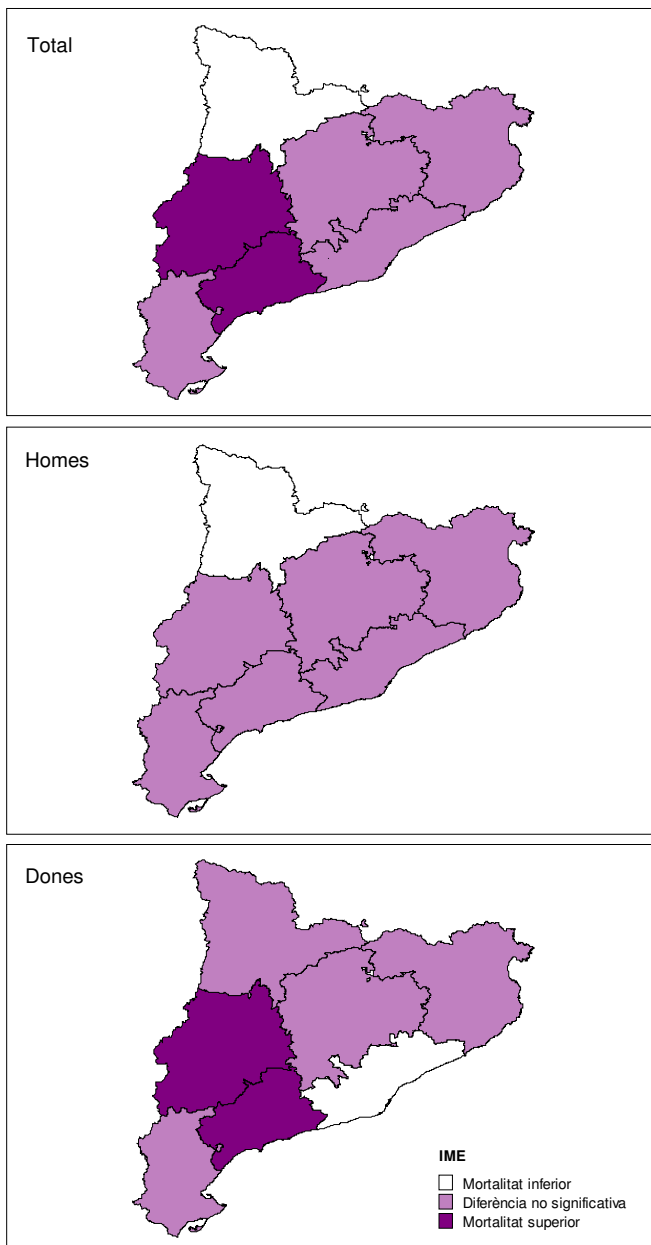 Total
Homes
Dones
IME
Mortalitat inferior
Diferència no significativa
Mortalitat superior